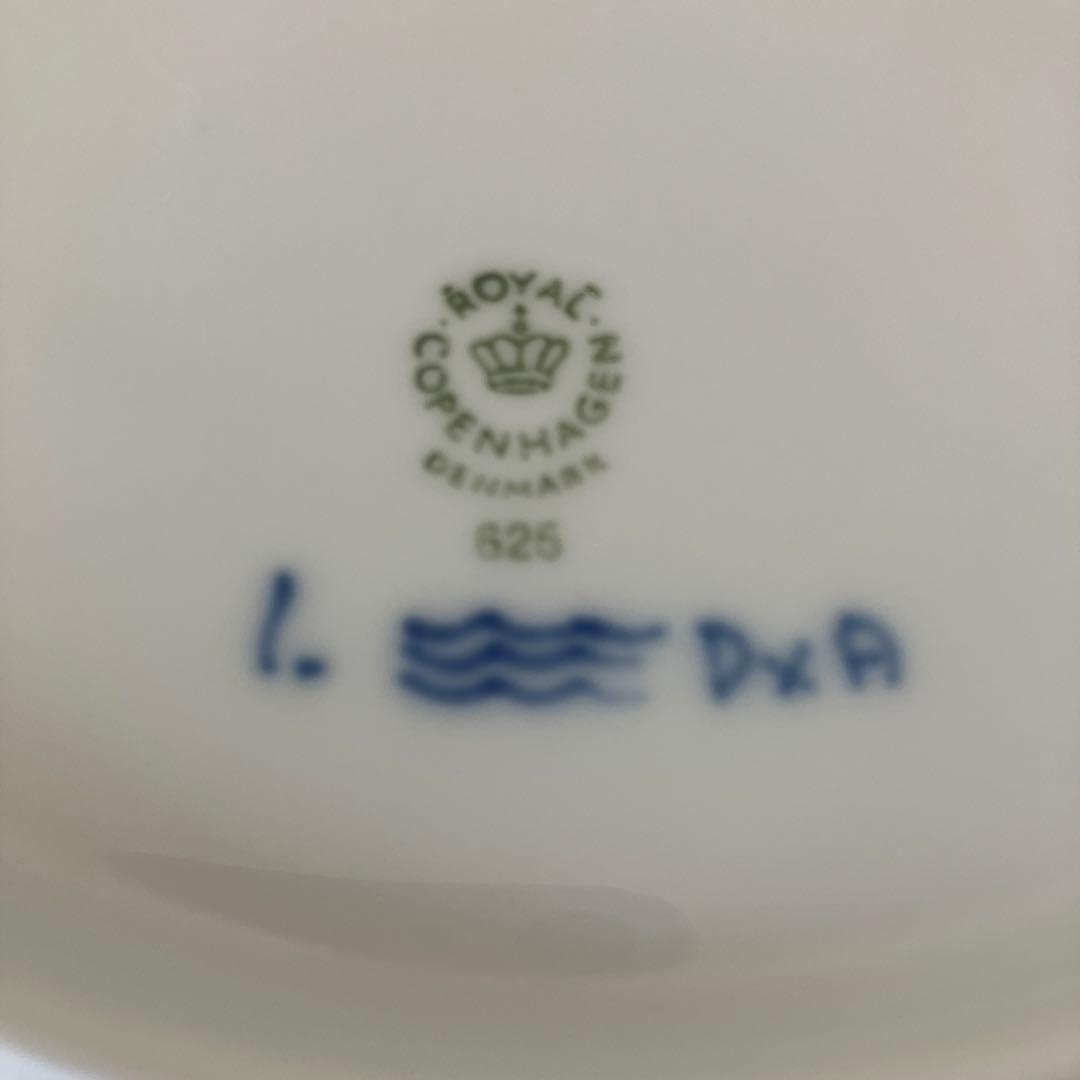 ROYAL
COPENHAGEN
DENMARK
625
1. DxA